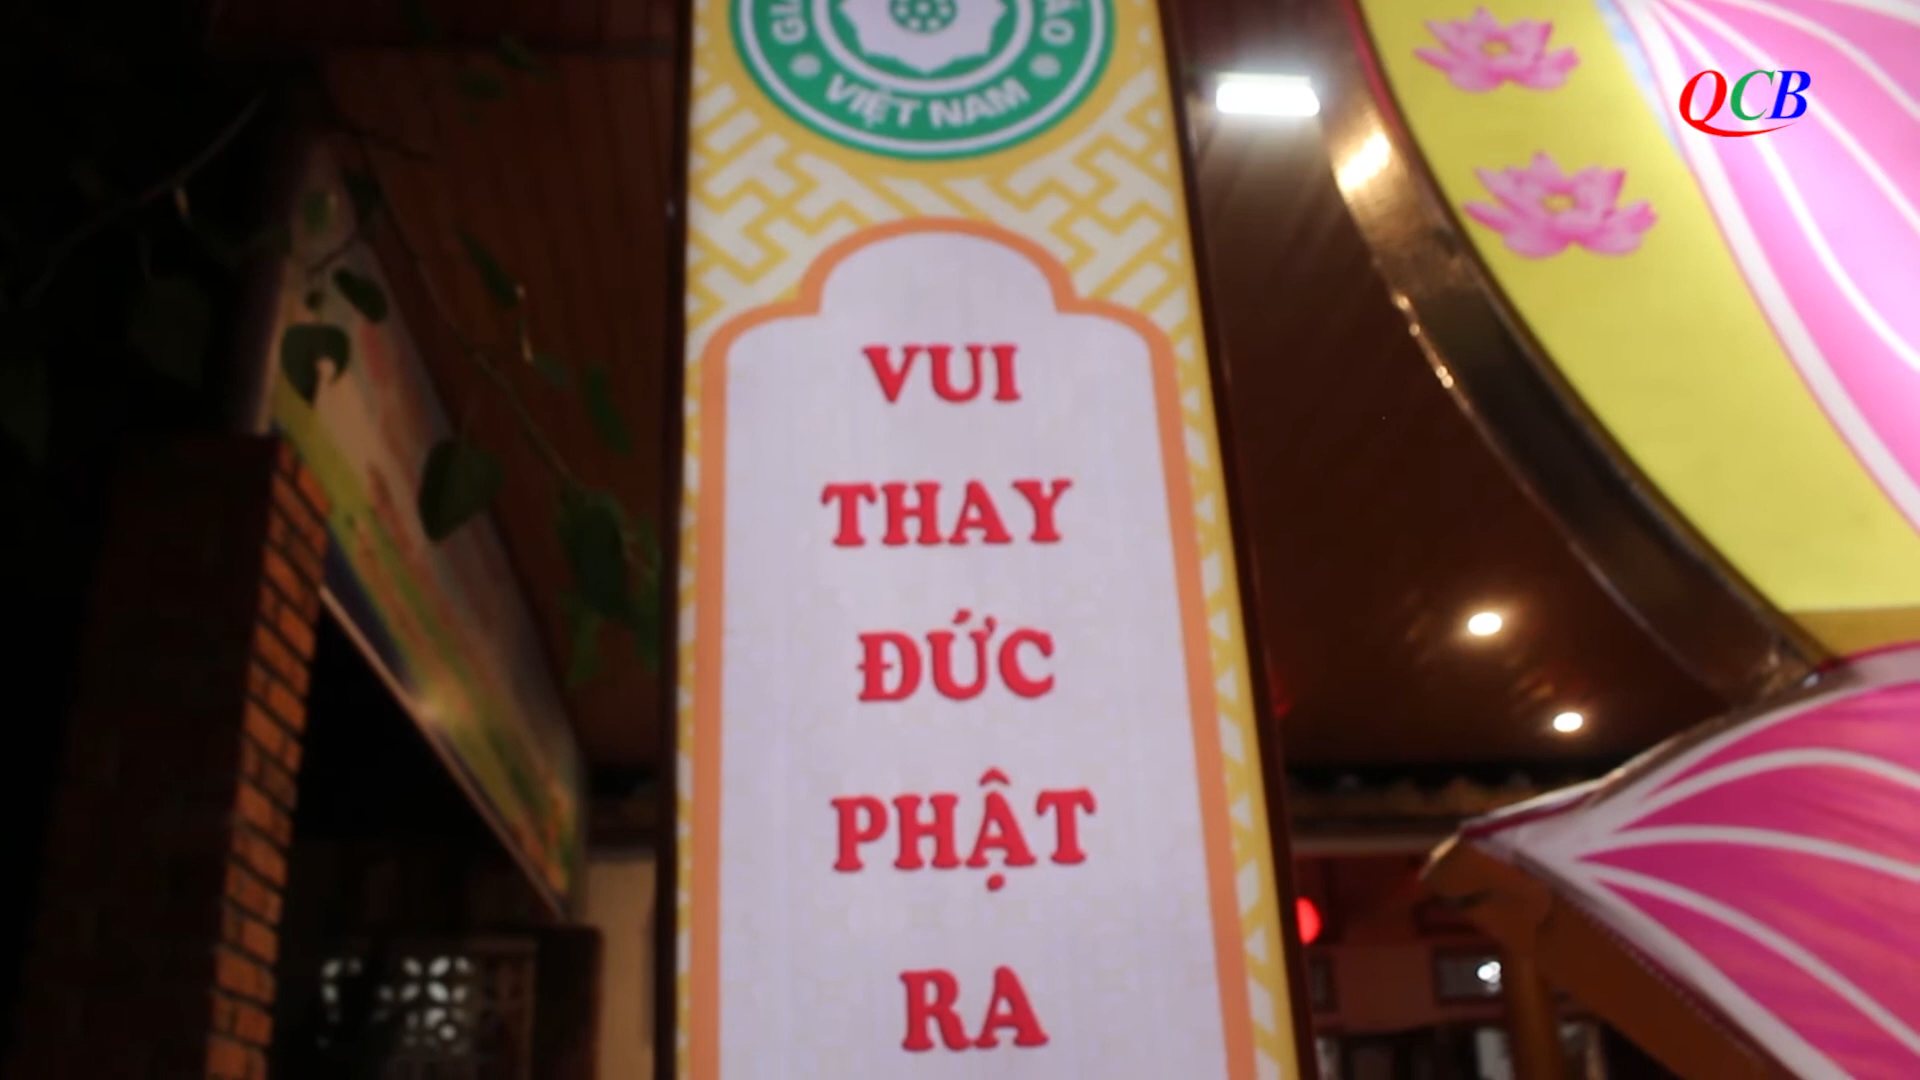 VIỆT NAM
QCB
VUI
THAY
ĐỨC
PHẬT
RA